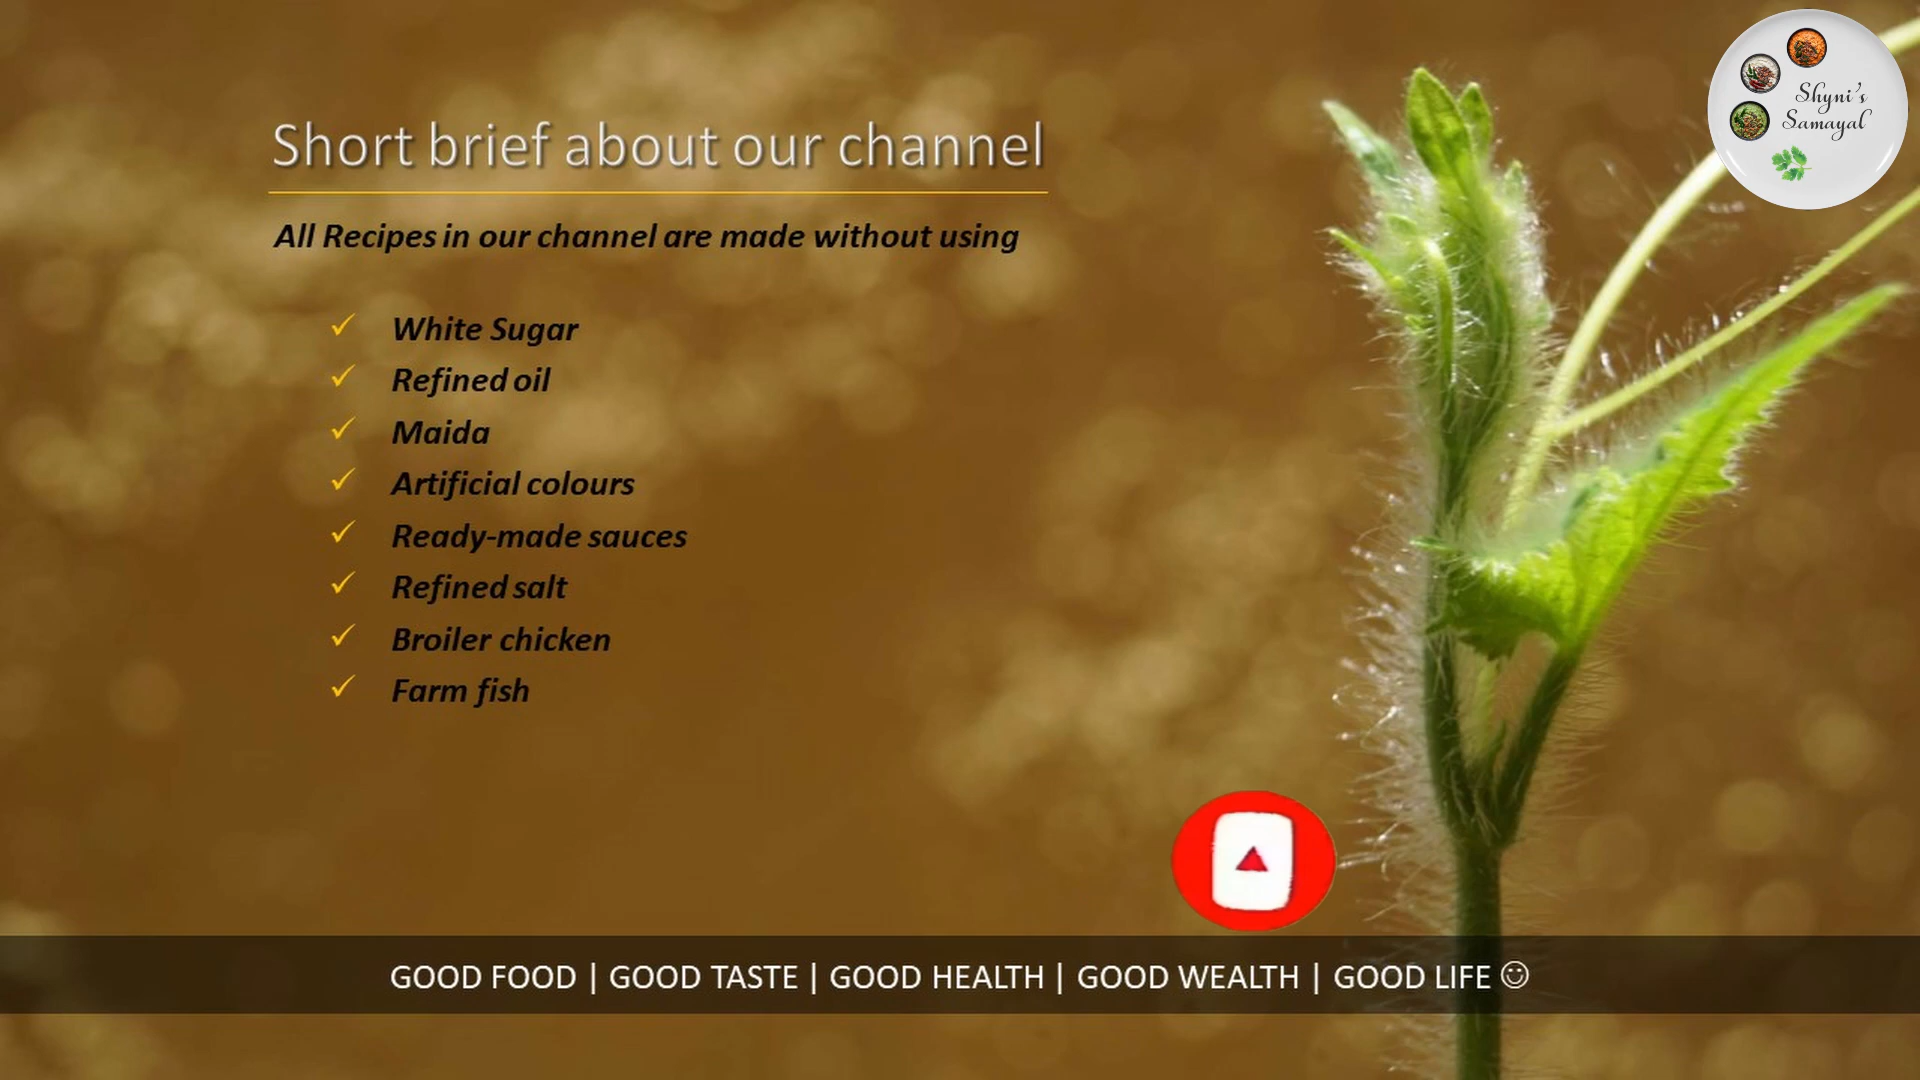 Shyni's
Samayal
Short brief about our channel
All Recipes in our channel are made without using
✓ White Sugar
✓ Refined oil
✓ Maida
✓ Artificial colours
✓ Ready-made sauces
✓ Refined salt
✓ Broiler chicken
✓ Farm fish
GOOD FOOD | GOOD TASTE | GOOD HEALTH | GOOD WEALTH | GOOD LIFE ☺